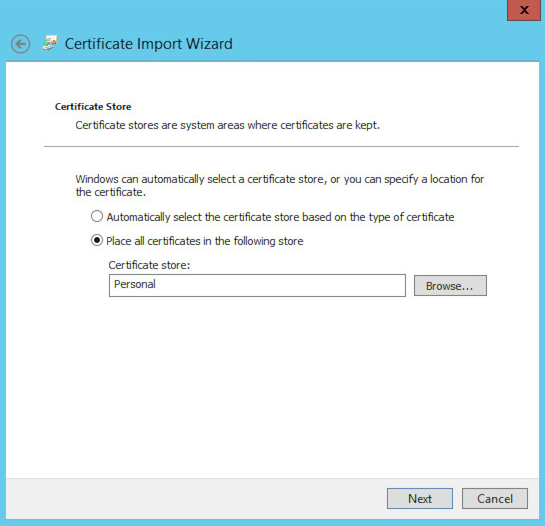 x
Certificate Import Wizard
Certificate Store
Certificate stores are system areas where certificates are kept.
Windows can automatically select a certificate store, or you can specify a location for
the certificate.
Automatically select the certificate store based on the type of certificate
Place all certificates in the following store
Certificate store:
Personal
Browse...
Next
Cancel